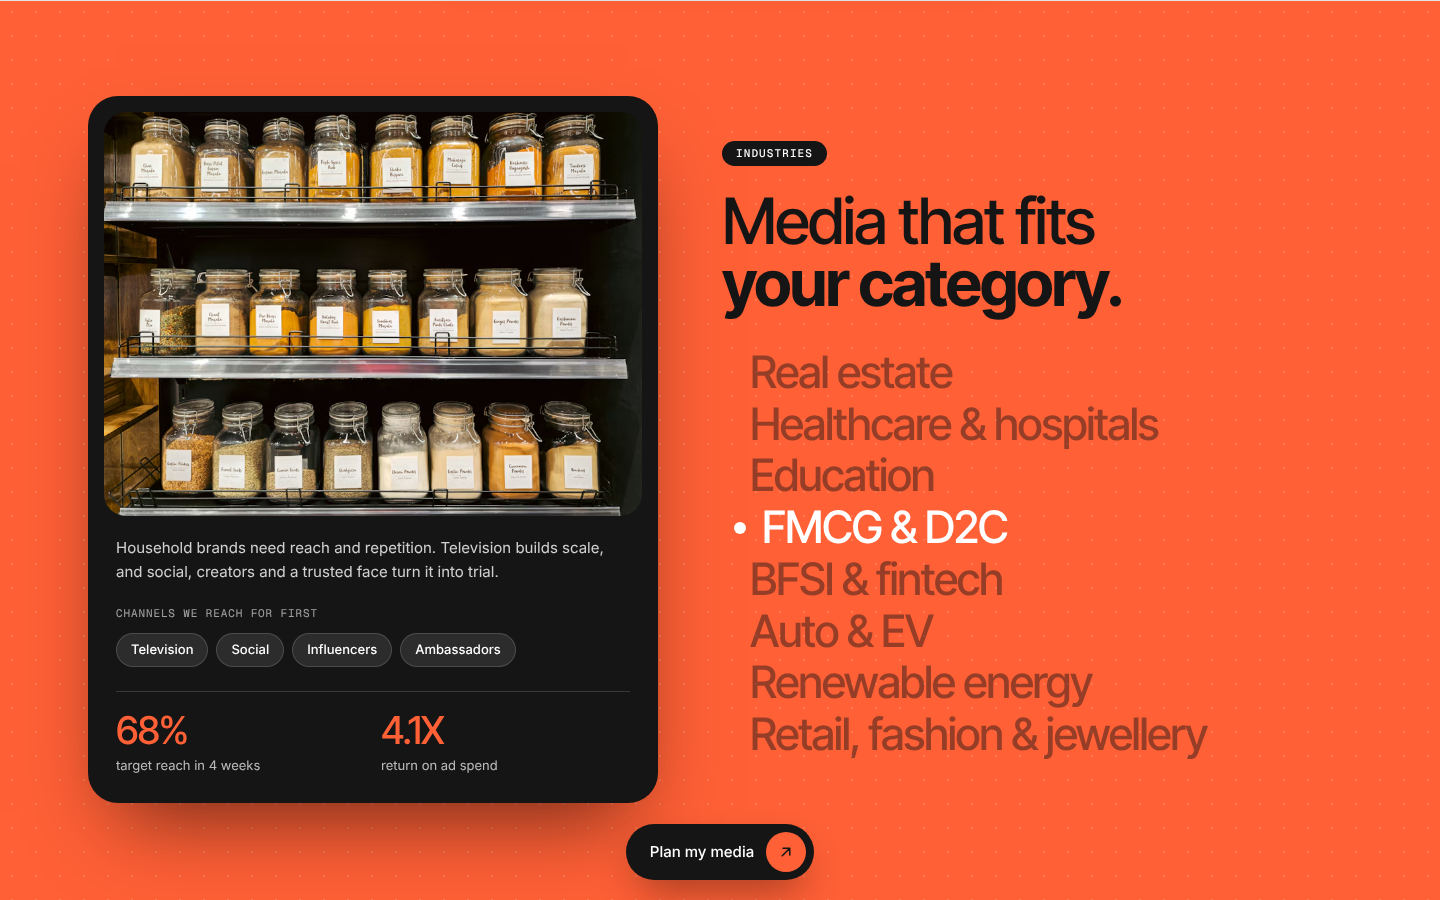 INDUSTRIES
Media that fits
your category.
Real estate
Healthcare & hospitals
Education
FMCG & D2C
BFSI & fintech
Auto & EV
Renewable energy
Retail, fashion & jewellery
Household brands need reach and repetition. Television builds scale,
and social, creators and a trusted face turn it into trial.
CHANNELS WE REACH FOR FIRST
Television
Social
Influencers
Ambassadors
68%
target reach in 4 weeks
4.1X
return on ad spend
Plan my media